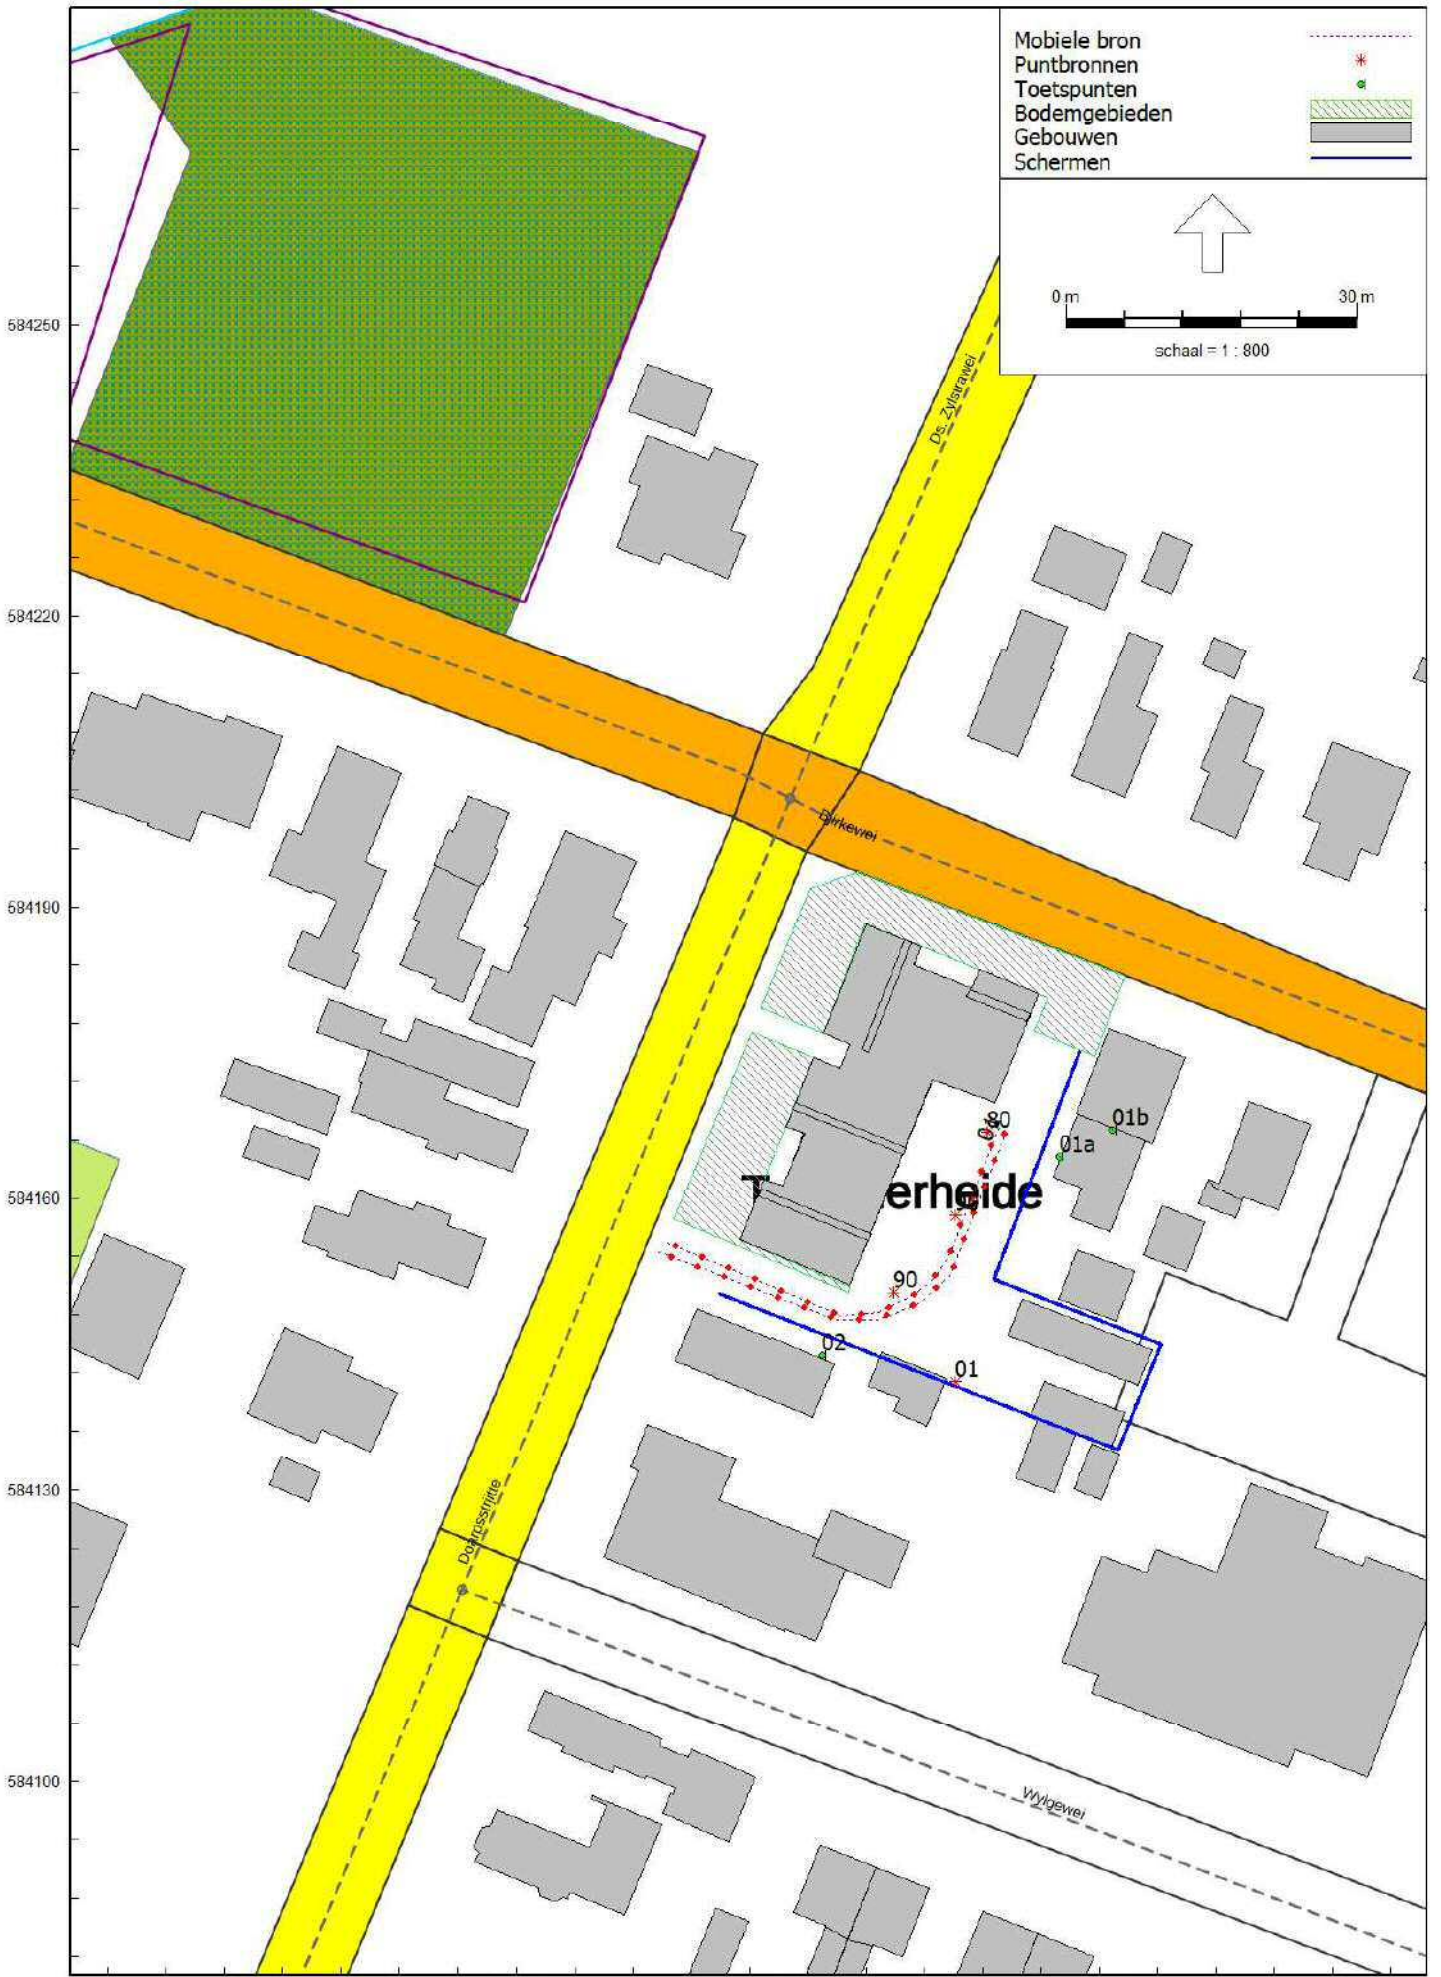 Mobiele bron
Puntbronnen
Toetspunten
Bodemgebieden
Gebouwen
Schermen
0 m 30 m
schaal = 1 : 800
584250
Ds. Zylstrawei
584220
584190
80
01b
01a
584160
erheide
90
02
01
584130
Doarpsstrjitte
584100
Wylgewei